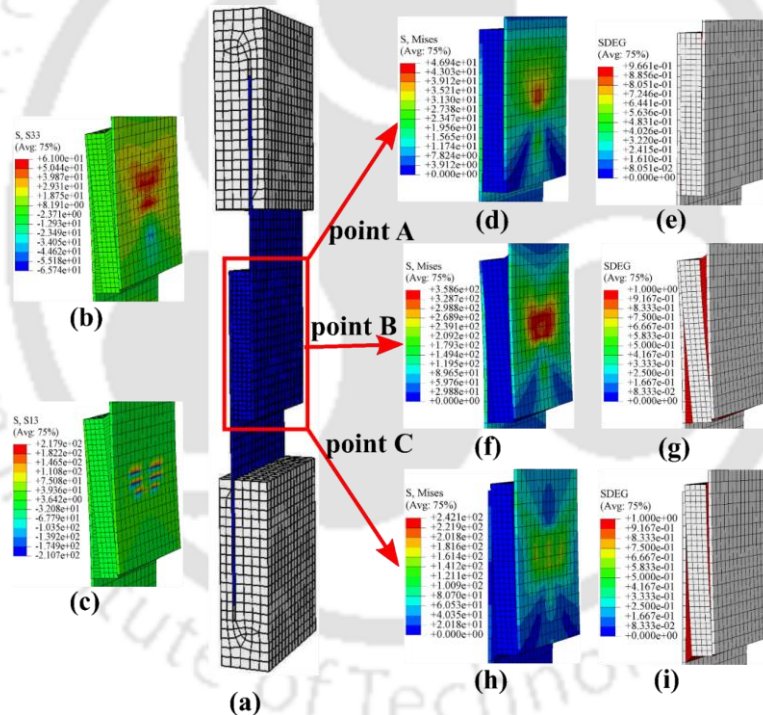 S, S33
(Avg: 75%)
+6.100e+01
+5.044e+01
+3.987e+01
+2.931e+01
+1.875e+01
+8.191e+00
-2.371e+00
-1.293e+01
-2.349e+01
-3.405e+01
-4.462e+01
-5.518e+01
-6.574e+01
(b)
S, S13
(Avg: 75%)
+2.179e+02
+1.822e+02
+1.465e+02
+1.108e+02
+7.508e+01
+3.936e+01
+3.642e+00
-3.208e+01
-6.779e+01
-1.035e+02
-1.392e+02
-1.749e+02
-2.107e+02
(c)
(a)
point A
point B
point C
S, Mises
(Avg: 75%)
+4.694e+01
+4.303e+01
+3.912e+01
+3.521e+01
+3.130e+01
+2.738e+01
+2.347e+01
+1.956e+01
+1.565e+01
+1.174e+01
+7.824e+00
+3.912e+00
+0.000e+00
(d)
SDEG
(Avg: 75%)
+9.661e-01
+8.856e-01
+8.051e-01
+7.246e-01
+6.441e-01
+5.636e-01
+4.831e-01
+4.026e-01
+3.220e-01
+2.415e-01
+1.610e-01
+8.051e-02
+0.000e+00
(e)
S, Mises
(Avg: 75%)
+3.586e+02
+3.287e+02
+2.988e+02
+2.689e+02
+2.391e+02
+2.092e+02
+1.793e+02
+1.494e+02
+1.195e+02
+8.965e+01
+5.976e+01
+2.988e+01
+0.000e+00
(f)
SDEG
(Avg: 75%)
+1.000e+00
+9.167e-01
+8.333e-01
+7.500e-01
+6.667e-01
+5.833e-01
+5.000e-01
+4.167e-01
+3.333e-01
+2.500e-01
+1.667e-01
+8.333e-02
+0.000e+00
(g)
S, Mises
(Avg: 75%)
+2.421e+02
+2.219e+02
+2.018e+02
+1.816e+02
+1.614e+02
+1.412e+02
+1.211e+02
+1.009e+02
+8.070e+01
+6.053e+01
+4.035e+01
+2.018e+01
+0.000e+00
(h)
SDEG
(Avg: 75%)
+1.000e+00
+9.167e-01
+8.333e-01
+7.500e-01
+6.667e-01
+5.833e-01
+5.000e-01
+4.167e-01
+3.333e-01
+2.500e-01
+1.667e-01
+8.333e-02
+0.000e+00
(i)